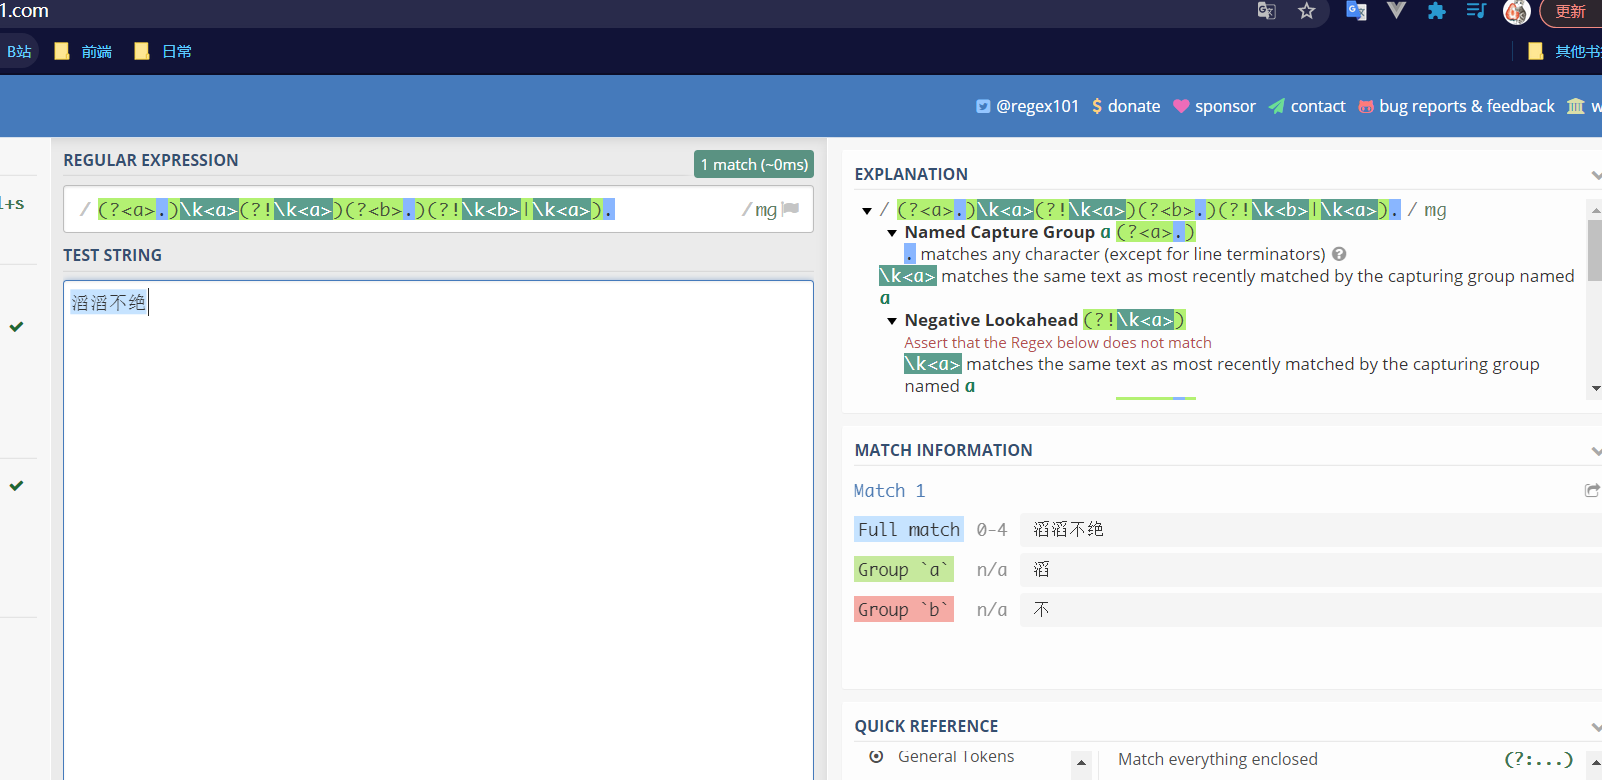 1.com
更新
B站 前端 日常
@regex101 donate sponsor contact bug reports & feedback
REGULAR EXPRESSION
1 match (~0ms)
/ (?<a>.)\k<a>(?!\k<a>)(?<b>.)(?!\k<b>|\k<a>). / mg
l+s
TEST STRING
滔滔不绝
EXPLANATION
/ (?<a>.)\k<a>(?!\k<a>)(?<b>.)(?!\k<b>|\k<a>). / mg
Named Capture Group a (?<a>.)
. matches any character (except for line terminators)
\k<a> matches the same text as most recently matched by the capturing group named
a
Negative Lookahead (?!\k<a>)
Assert that the Regex below does not match
\k<a> matches the same text as most recently matched by the capturing group
named a
MATCH INFORMATION
Match 1
Full match 0-4 滔滔不绝
Group `a` n/a 滔
Group `b` n/a 不
QUICK REFERENCE
General Tokens
Match everything enclosed (?:...)